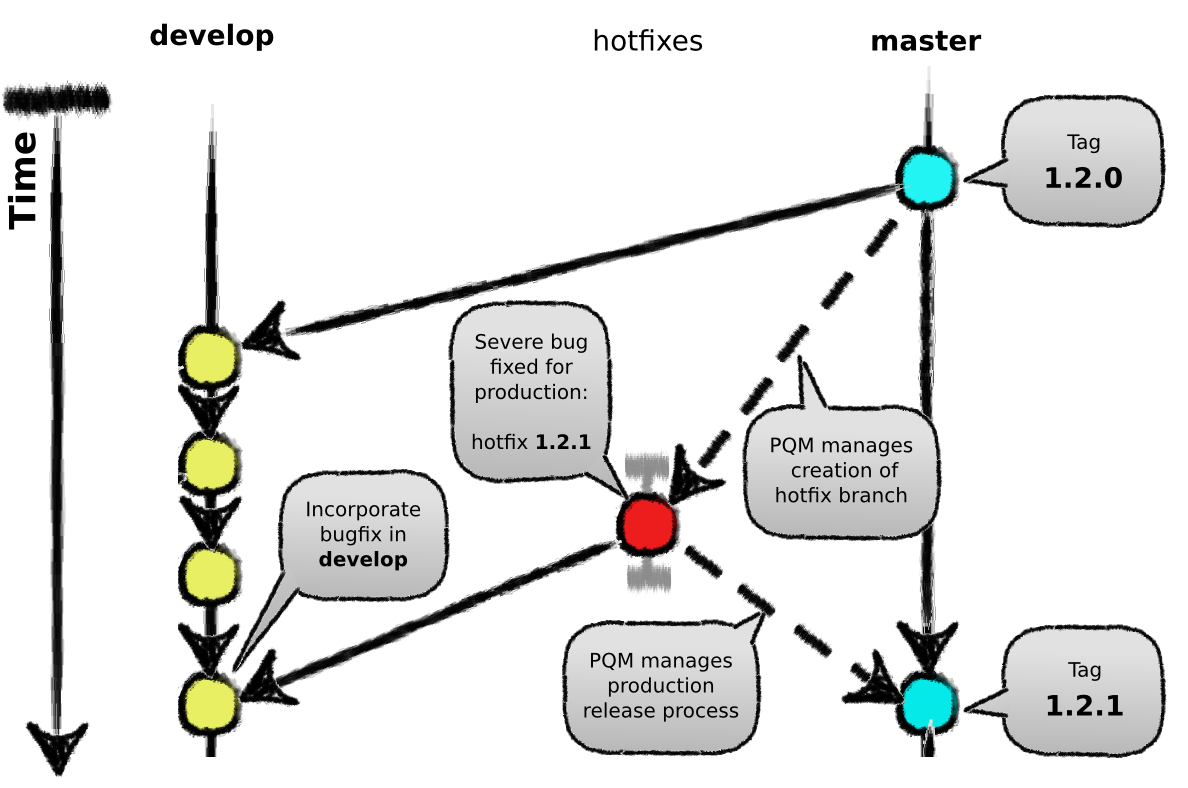 develop
hotfixes
master
Time
Tag
1.2.0
Severe bug
fixed for
production:
hotfix 1.2.1
PQM manages
creation of
hotfix branch
Incorporate
bugfix in
develop
PQM manages
production
release process
Tag
1.2.1